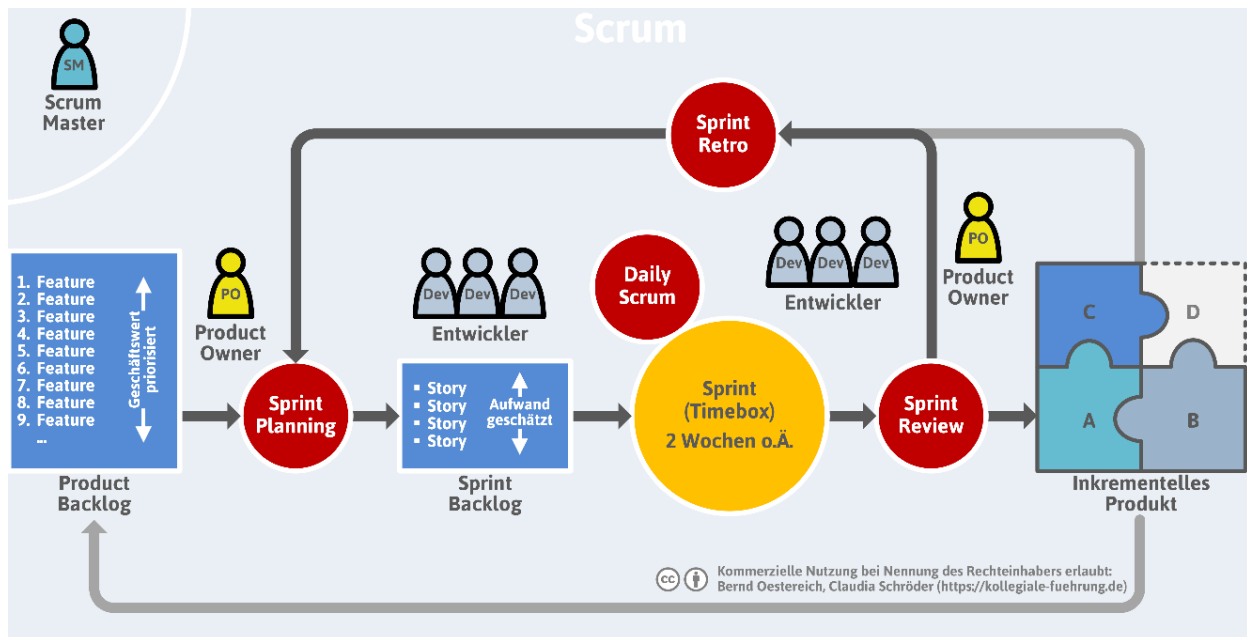 Scrum
SM
Scrum
Master
Sprint
Retro
1. Feature
2. Feature
3. Feature
4. Feature
5. Feature
6. Feature
7. Feature
8. Feature
9. Feature
...
Geschäftswert
priorisiert
Product
Backlog
PO
Product
Owner
Sprint
Planning
Dev Dev Dev
Entwickler
▪ Story
▪ Story
▪ Story
▪ Story
Aufwand
geschätzt
Sprint
Backlog
Daily
Scrum
Sprint
(Timebox)
2 Wochen o.Ä.
Dev Dev Dev
Entwickler
PO
Product
Owner
Sprint
Review
C
D
A
B
Inkrementelles
Produkt
cc
Kommerzielle Nutzung bei Nennung des Rechteinhabers erlaubt:
Bernd Oestereich, Claudia Schröder (https://kollegiale-fuehrung.de)